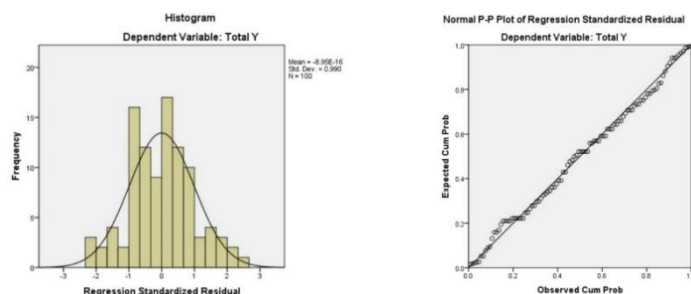 Histogram
Dependent Variable: Total Y
Mean = -8.95E-16
Std. Dev. = 0.990
N = 100
20
15
10
5
0
Frequency
-3 -2 -1 0 1 2 3
Regression Standardized Residual
Normal P-P Plot of Regression Standardized Residual
Dependent Variable: Total Y
1.0
0.8
0.6
0.4
0.2
0.0
Expected Cum Prob
0.0 0.2 0.4 0.6 0.8 1.0
Observed Cum Prob